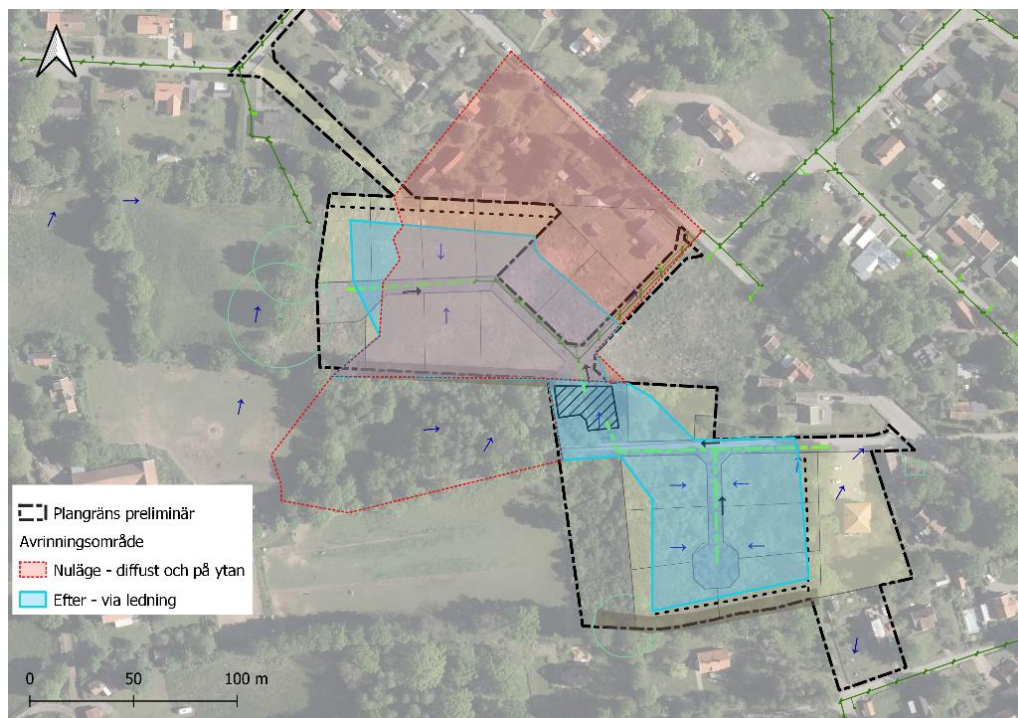 Plangräns preliminär
Avrinningsområde
Nuläge - diffust och på ytan
Efter - via ledning
0 50 100 m